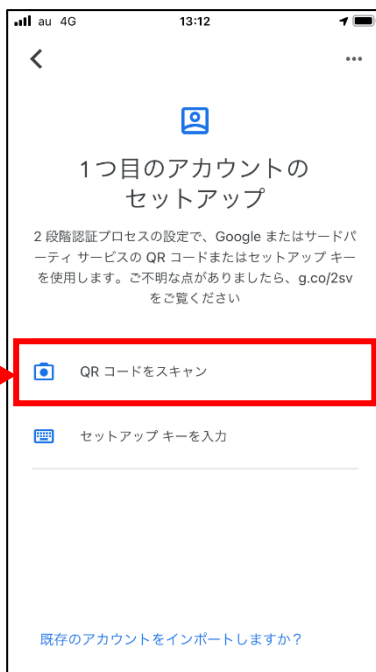 au 4G 13:12
1つ目のアカウントの
セットアップ
2 段階認証プロセスの設定で、Google またはサードパ
ーティ サービスの QR コードまたはセットアップ キー
を使用します。ご不明な点がありましたら、g.co/2sv
をご覧ください
QR コードをスキャン
セットアップ キーを入力
既存のアカウントをインポートしますか？